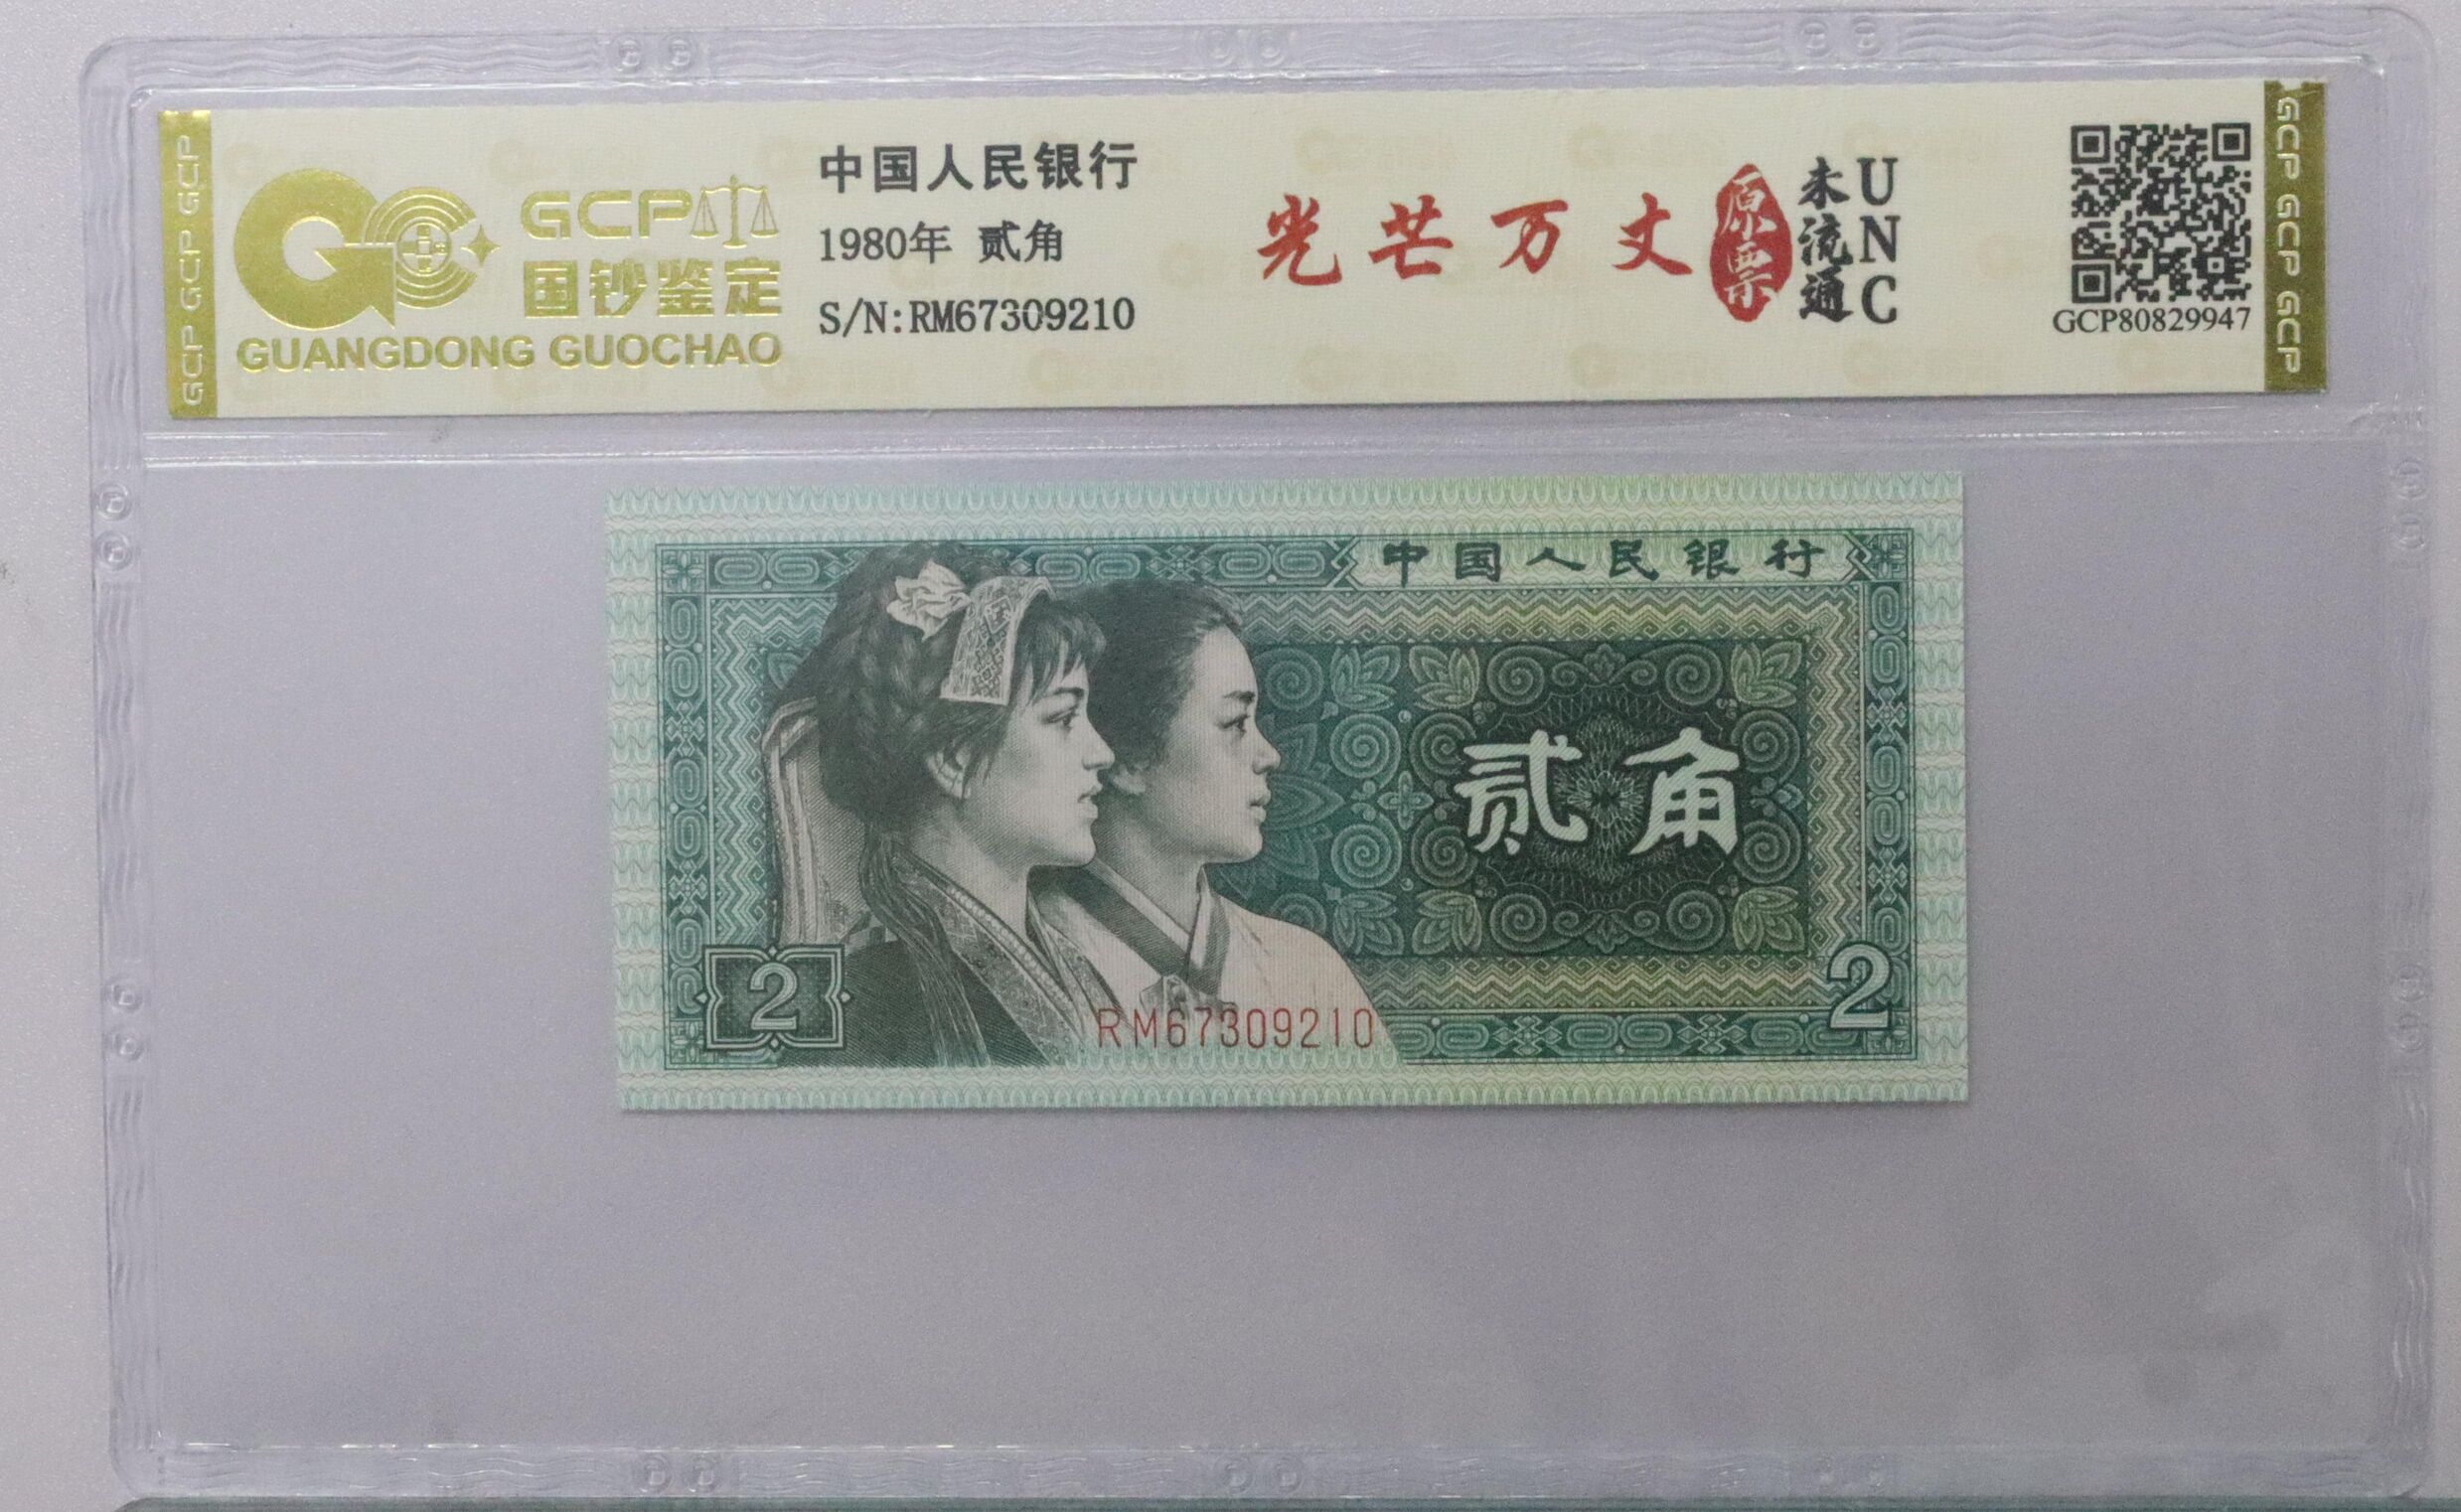 GCP GCP GCP
GCP
国钞鉴定
GUANGDONG GUOCHAO
中国人民银行
1980年 贰角
S/N:RM67309210
光芒万丈
原票
未流通
UNC
GCP80829947
GCP GCP GCP
中国人民银行
贰角
2
2
RM67309210